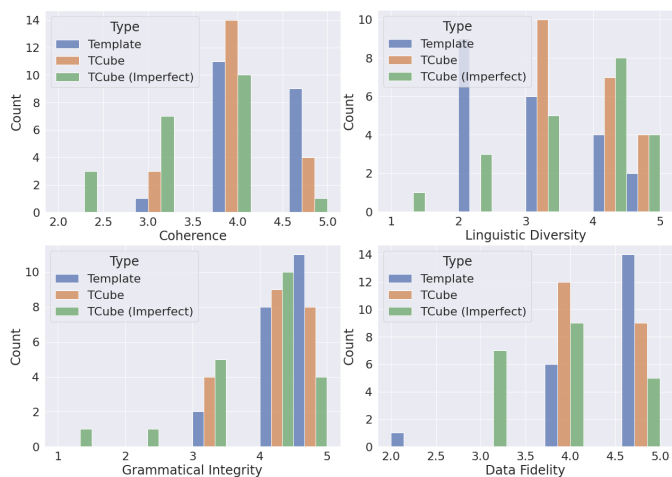 14
12
10
8
6
4
2
0
Count
Type
Template
TCube
TCube (Imperfect)
2.0 2.5 3.0 3.5 4.0 4.5 5.0
Coherence
10
8
6
4
2
0
Count
Type
Template
TCube
TCube (Imperfect)
1 2 3 4 5
Linguistic Diversity
10
8
6
4
2
0
Count
Type
Template
TCube
TCube (Imperfect)
1 2 3 4 5
Grammatical Integrity
14
12
10
8
6
4
2
0
Count
Type
Template
TCube
TCube (Imperfect)
2.0 2.5 3.0 3.5 4.0 4.5 5.0
Data Fidelity